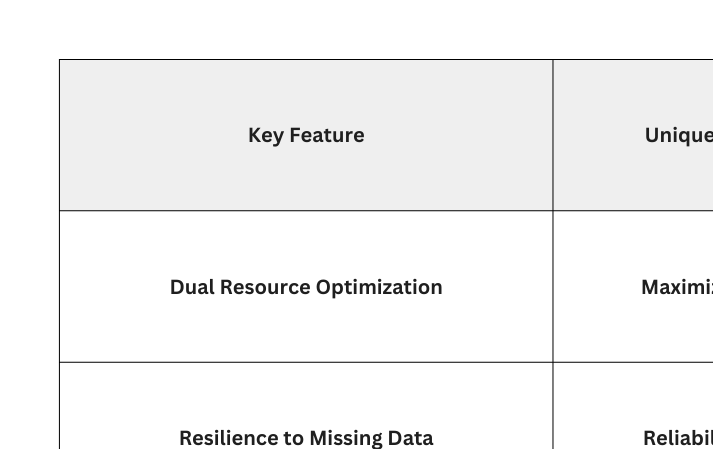 Key Feature
Unique
Dual Resource Optimization
Resilience to Missing Data